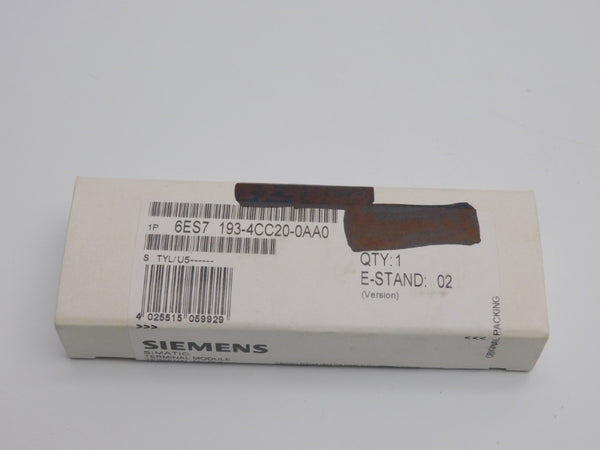 1P 6ES7 193-4CC20-0AA0
S TYL/U5------
QTY:1
E-STAND: 02
(Version)
4 025515 059929
>>>
SIEMENS
SIMATIC
TERMINAL MODULE
<<<
ORIGINAL PACKING